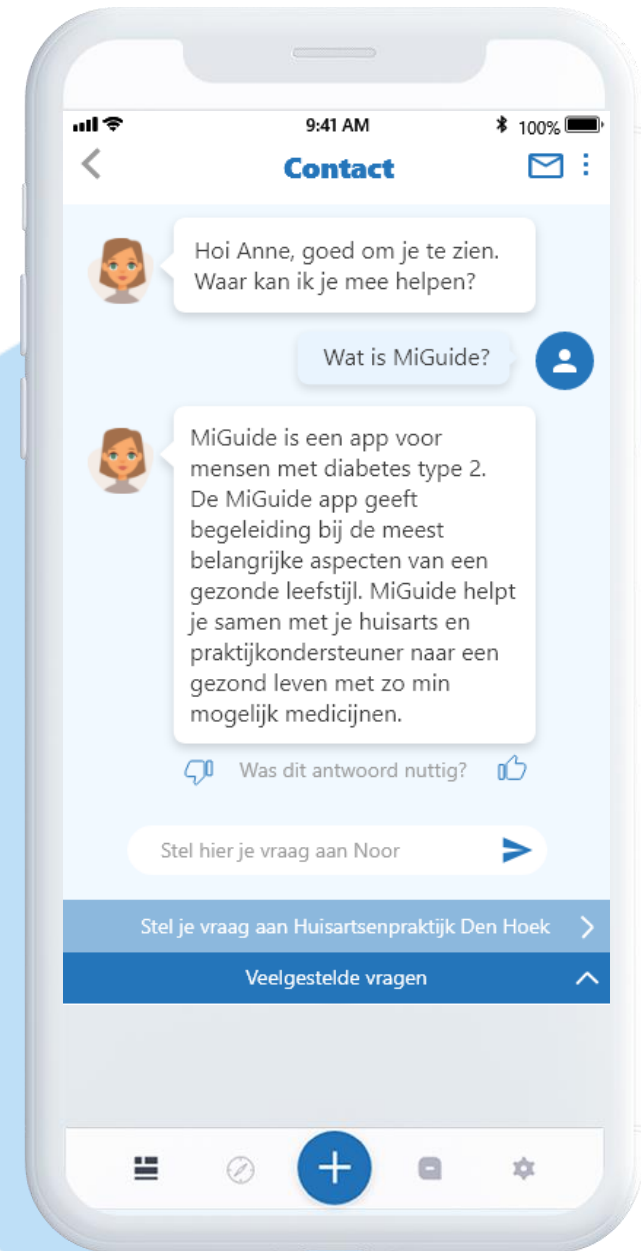 9:41 AM
100%
Contact
Hoi Anne, goed om je te zien.
Waar kan ik je mee helpen?
Wat is MiGuide?
MiGuide is een app voor
mensen met diabetes type 2.
De MiGuide app geeft
begeleiding bij de meest
belangrijke aspecten van een
gezonde leefstijl. MiGuide helpt
je samen met je huisarts en
praktijkondersteuner naar een
gezond leven met zo min
mogelijk medicijnen.
Was dit antwoord nuttig?
Stel hier je vraag aan Noor
Stel je vraag aan Huisartsenpraktijk Den Hoek
Veelgestelde vragen